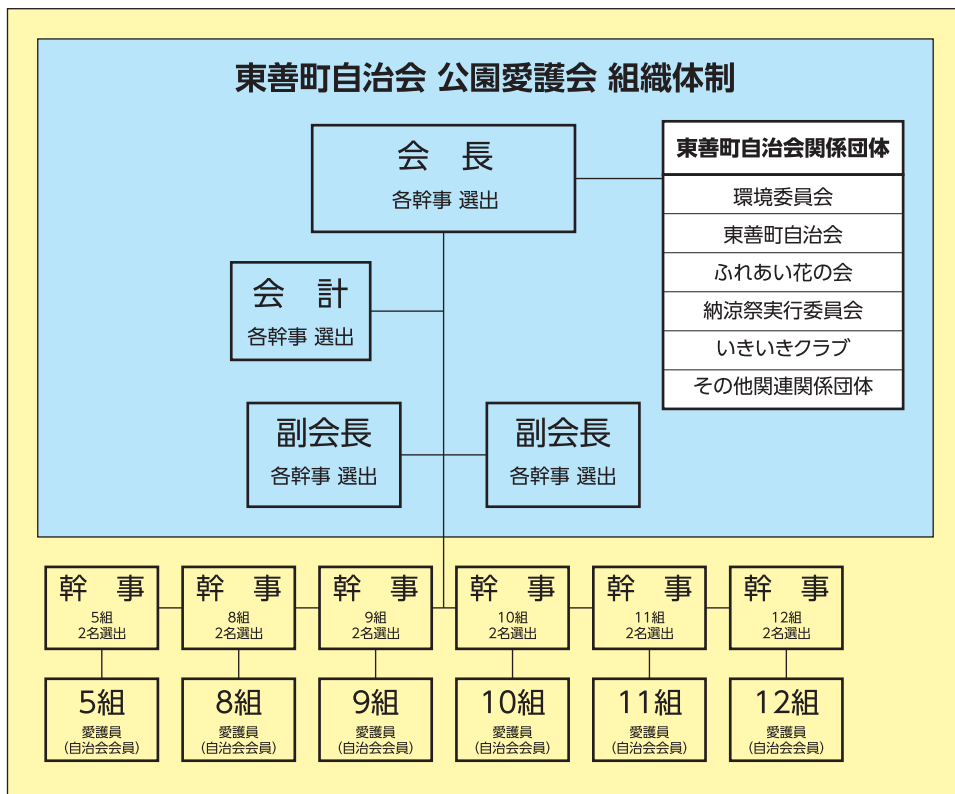 東善町自治会 公園愛護会 組織体制
会 長
各幹事 選出
東善町自治会関係団体
環境委員会
東善町自治会
ふれあい花の会
納涼祭実行委員会
いきいきクラブ
その他関連関係団体
会 計
各幹事 選出
副会長
各幹事 選出
副会長
各幹事 選出
幹 事
5組
2名選出
幹 事
8組
2名選出
幹 事
9組
2名選出
幹 事
10組
2名選出
幹 事
11組
2名選出
幹 事
12組
2名選出
5組
愛護員
(自治会会員)
8組
愛護員
(自治会会員)
9組
愛護員
(自治会会員)
10組
愛護員
(自治会会員)
11組
愛護員
(自治会会員)
12組
愛護員
(自治会会員)